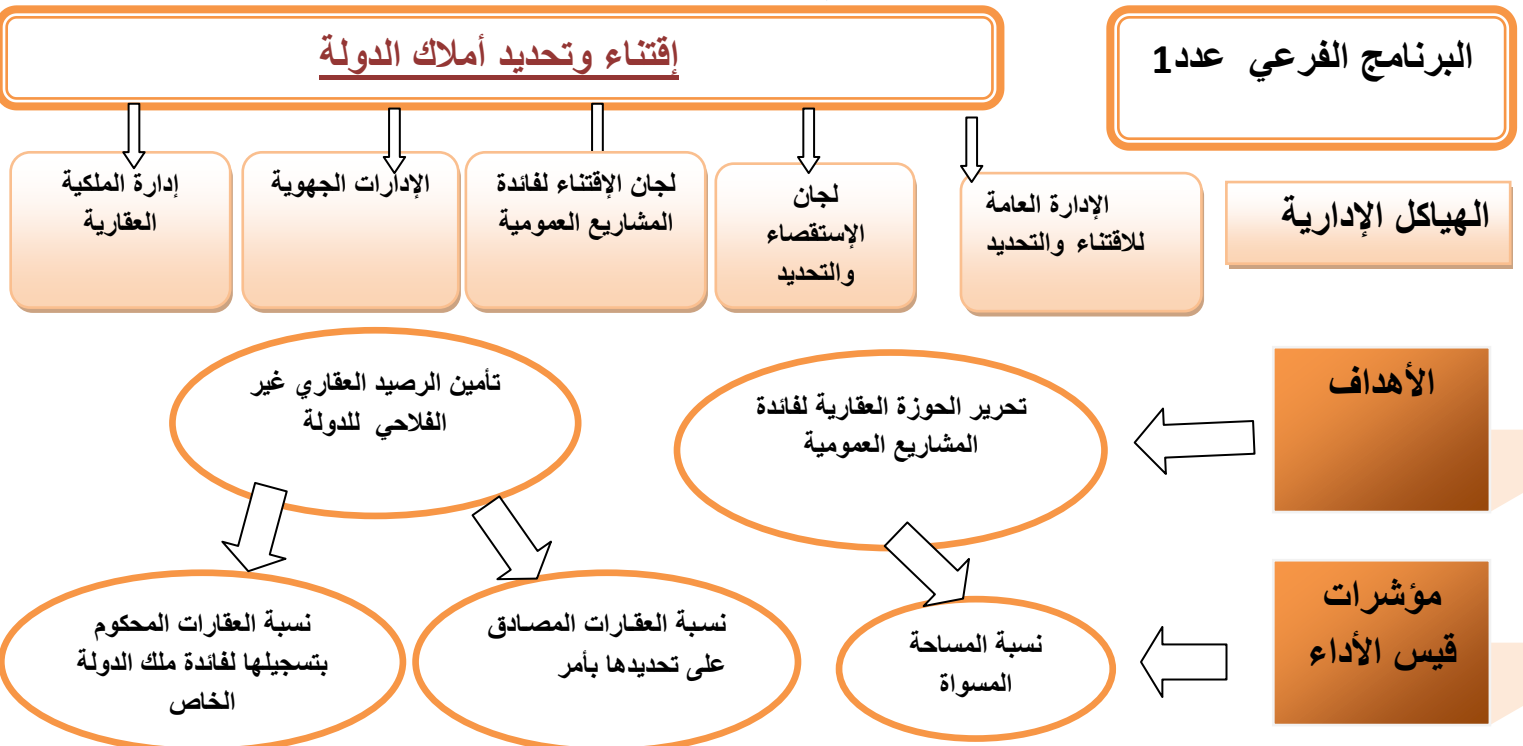 البرنامج الفرعي عدد1
إقتناء وتحديد أملاك الدولة
الهياكل الإدارية
الإدارة العامة
للاقتناء والتحديد
لجان
الإستقصاء
والتحديد
لجان الإقتناء لفائدة
المشاريع العمومية
الإدارات الجهوية
إدارة الملكية
العقارية
الأهداف
تحرير الحوزة العقارية لفائدة
المشاريع العمومية
تأمين الرصيد العقاري غير
الفلاحي للدولة
مؤشرات
قيس الأداء
نسبة المساحة
المسواة
نسبة العقارات المصادق
على تحديدها بأمر
نسبة العقارات المحكوم
بتسجيلها لفائدة ملك الدولة
الخاص